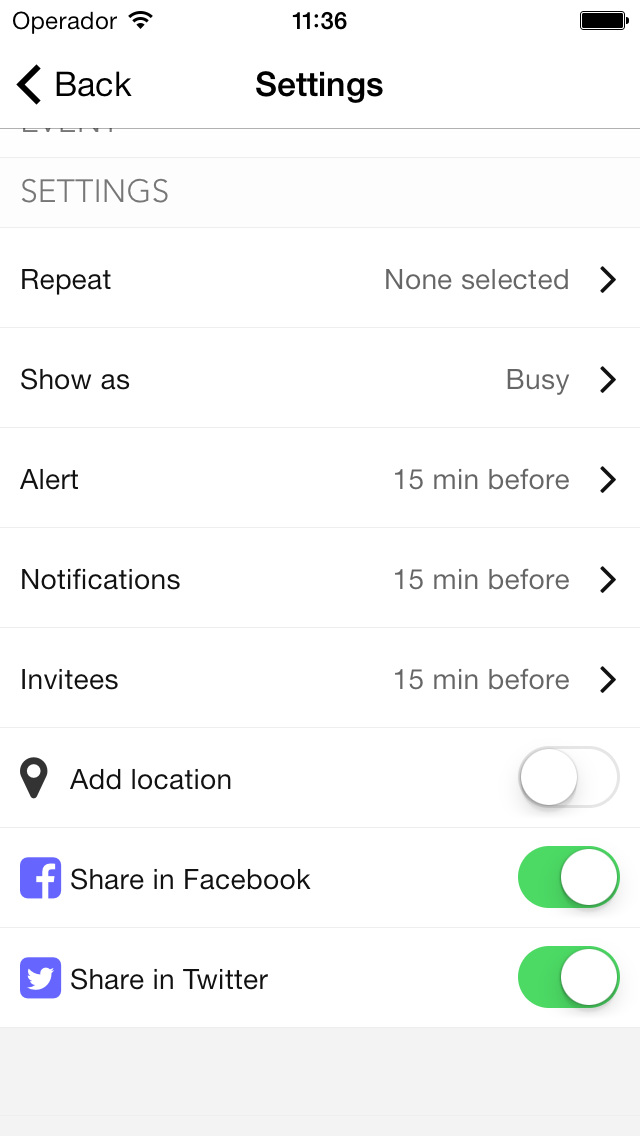 Operador 11:36
Back Settings
EVENT
SETTINGS
Repeat None selected
Show as Busy
Alert 15 min before
Notifications 15 min before
Invitees 15 min before
Add location
Share in Facebook
Share in Twitter